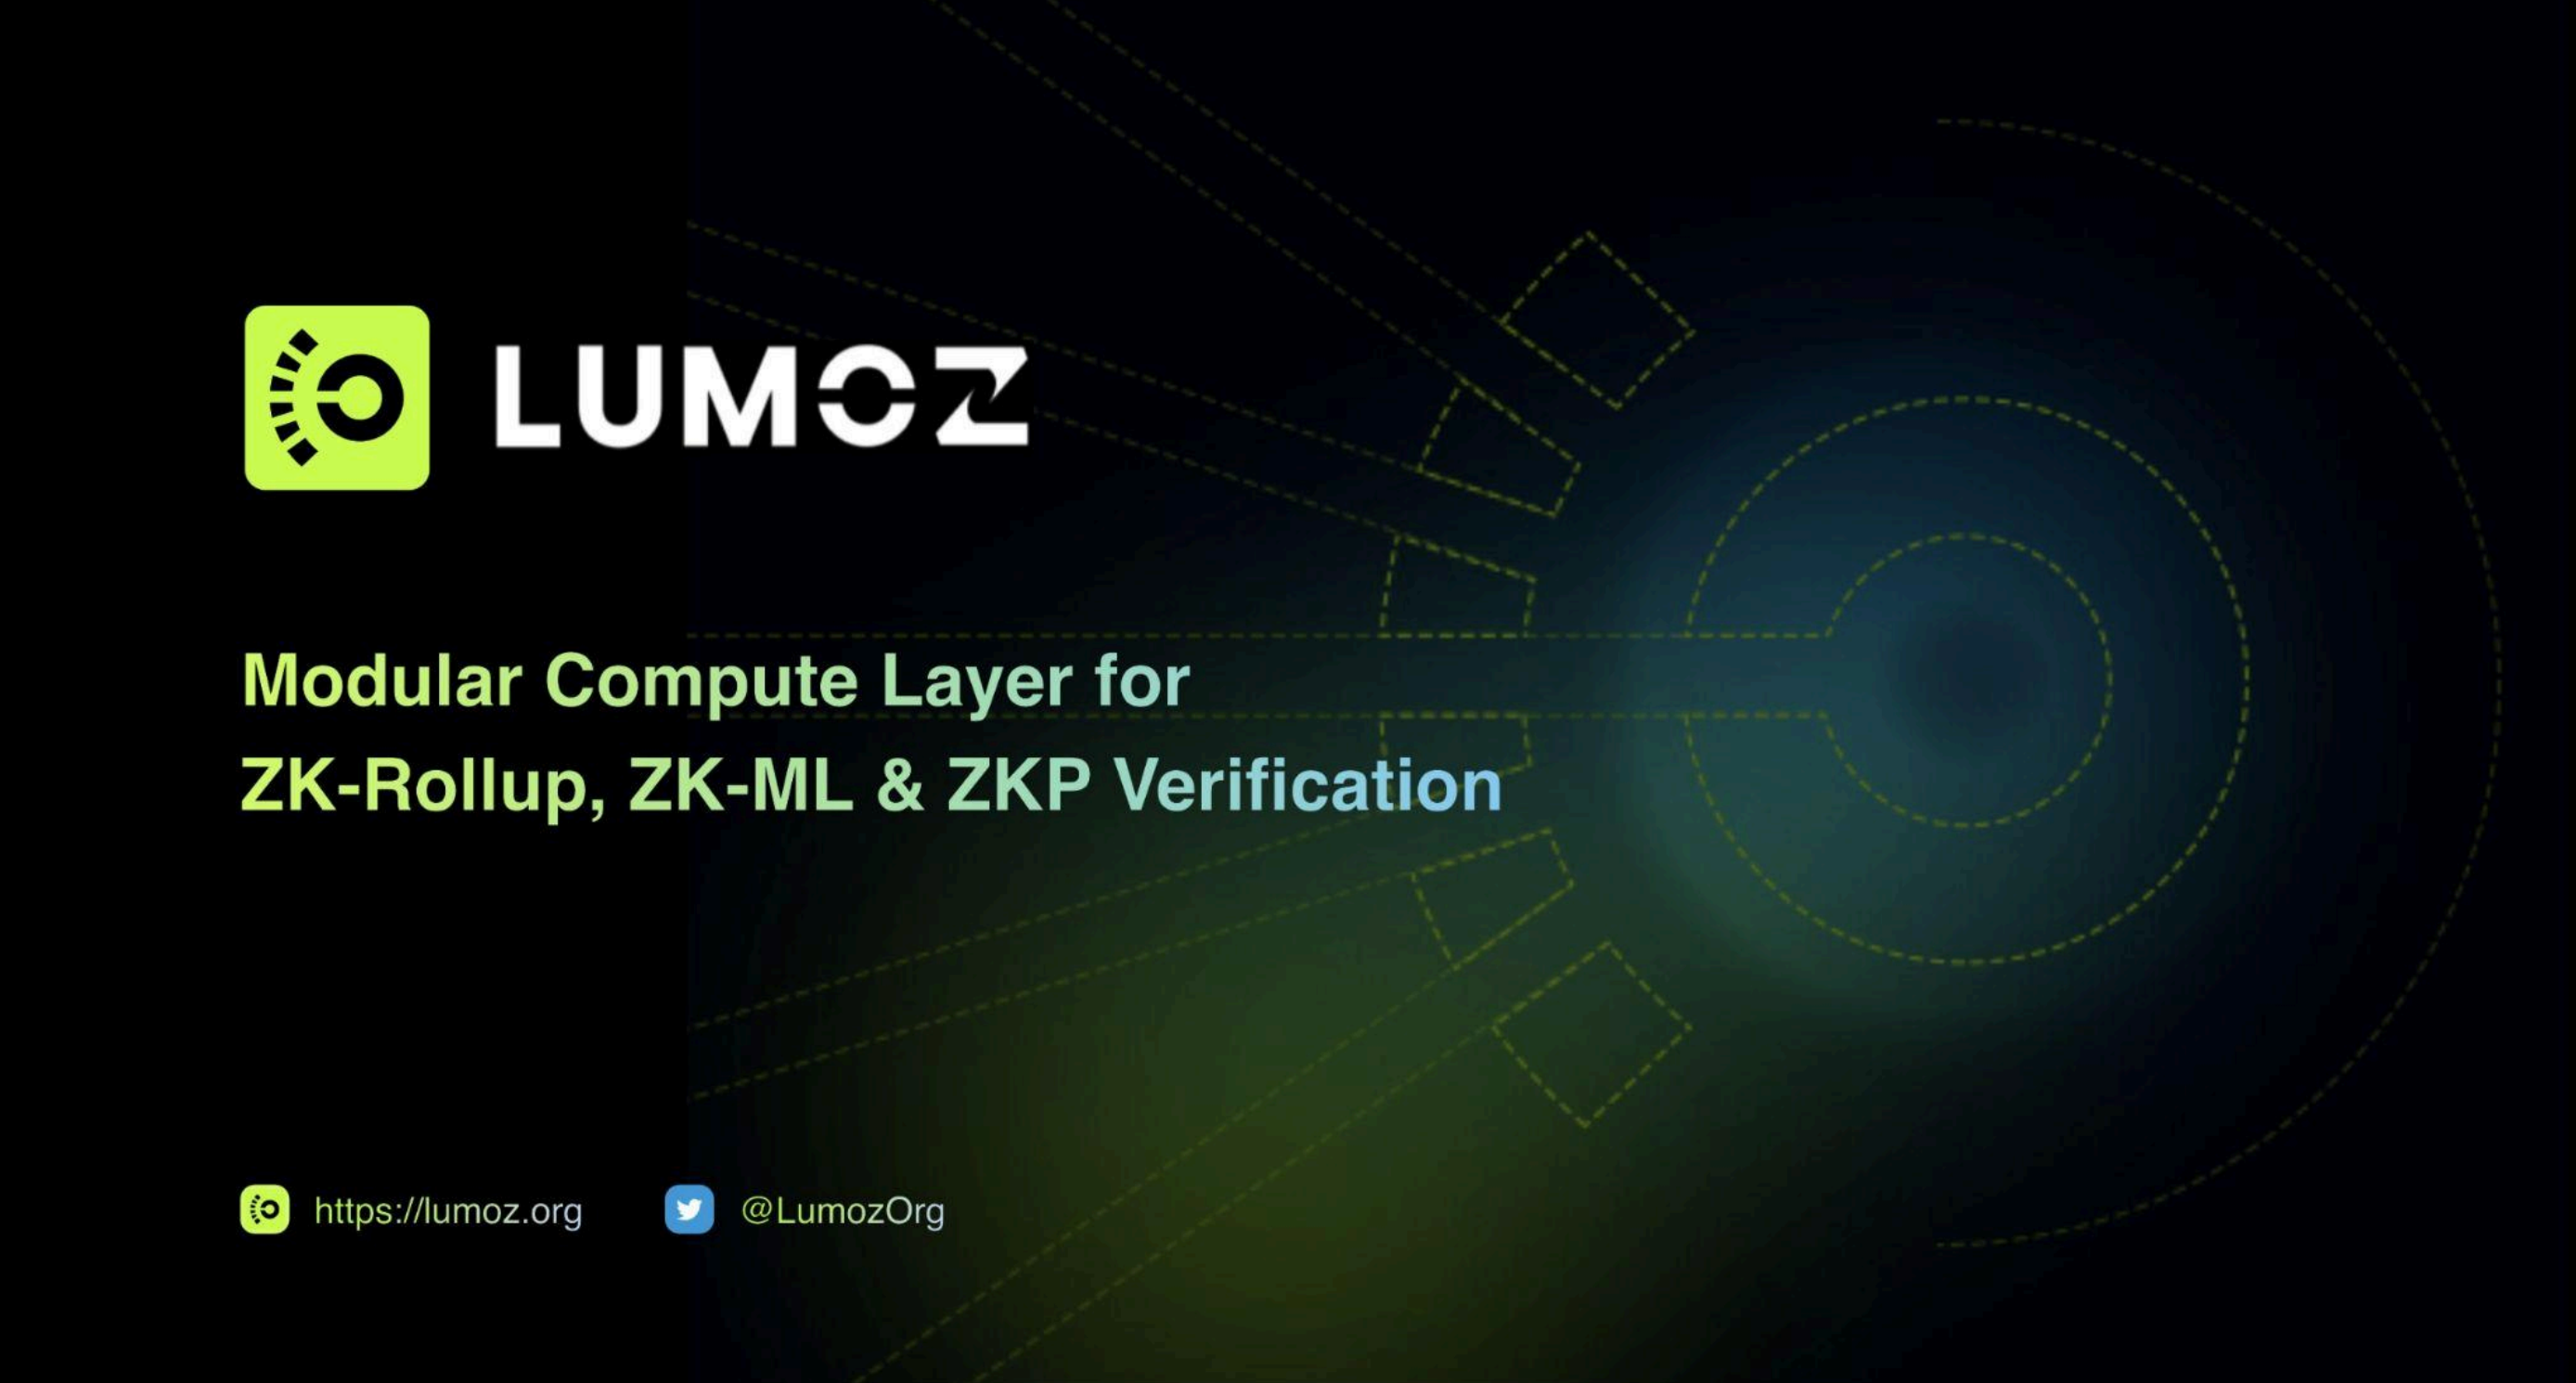 LUMOZ
Modular Compute Layer for
ZK-Rollup, ZK-ML & ZKP Verification
https://lumoz.org
@LumozOrg